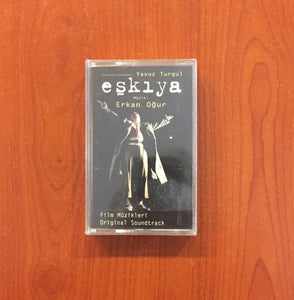 Yavuz Turgul
eşkıya
Müzik:
Erkan Oğur
Film Müzikleri
Original Soundtrack